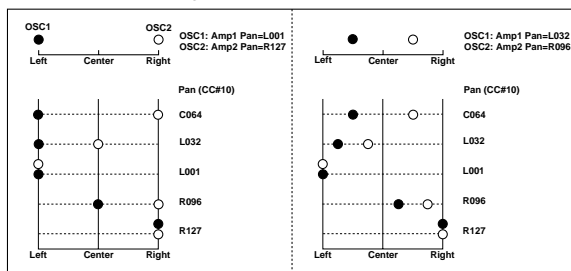 OSC1 OSC2
OSC1: Amp1 Pan=L001
OSC2: Amp2 Pan=R127
Left Center Right
Pan (CC#10)
C064
L032
L001
R096
R127
Left Center Right
OSC1: Amp1 Pan=L032
OSC2: Amp2 Pan=R096
Left Center Right
Pan (CC#10)
C064
L032
L001
R096
R127
Left Center Right